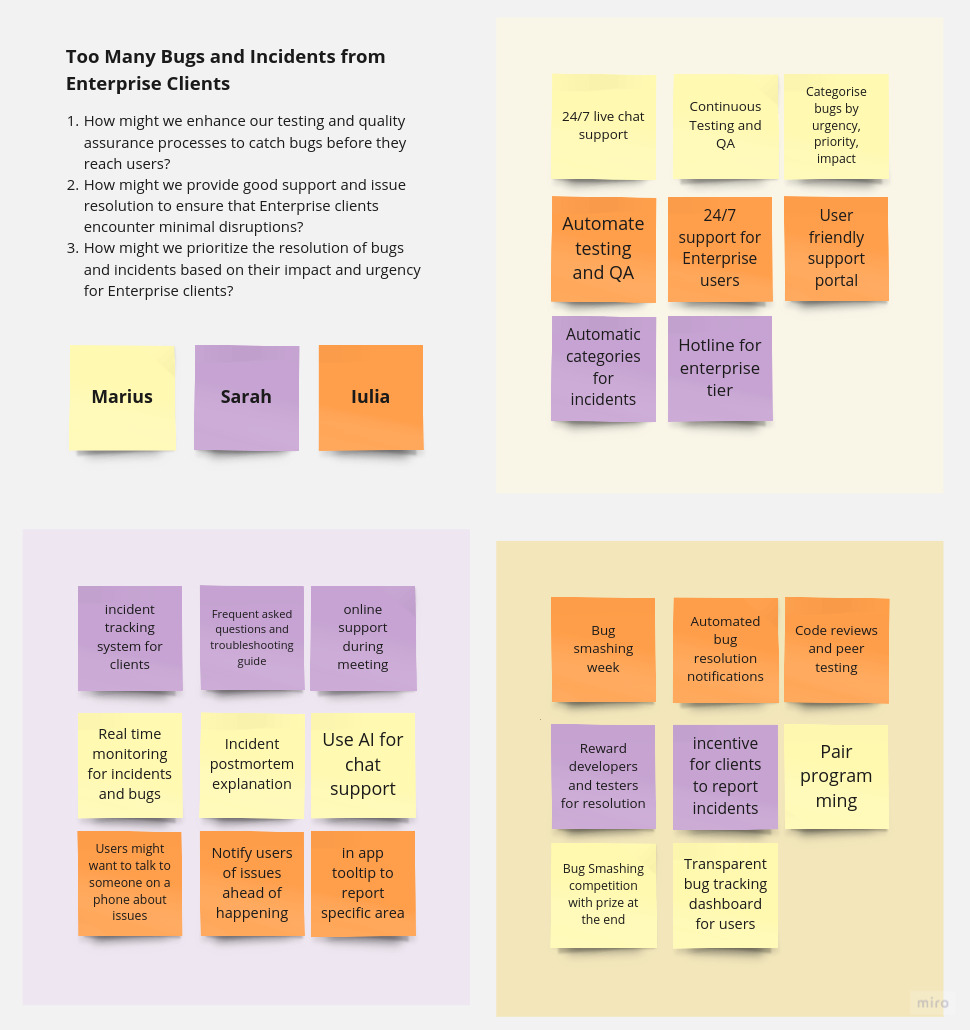 Too Many Bugs and Incidents from
Enterprise Clients
1. How might we enhance our testing and quality
assurance processes to catch bugs before they
reach users?
2. How might we provide good support and issue
resolution to ensure that Enterprise clients
encounter minimal disruptions?
3. How might we prioritize the resolution of bugs
and incidents based on their impact and urgency
for Enterprise clients?
Marius
Sarah
Iulia
24/7 live chat
support
Continuous
Testing and
QA
Categorise
bugs by
urgency,
priority,
impact
Automate
testing
and QA
24/7
support for
Enterprise
users
User
friendly
support
portal
Automatic
categories
for
incidents
Hotline for
enterprise
tier
incident
tracking
system for
clients
Frequent asked
questions and
troubleshooting
guide
online
support
during
meeting
Real time
monitoring
for incidents
and bugs
Incident
postmortem
explanation
Use AI for
chat
support
Users might
want to talk to
someone on a
phone about
issues
Notify users
of issues
ahead of
happening
in app
tooltip to
report
specific area
Bug
smashing
week
Automated
bug
resolution
notifications
Code reviews
and peer
testing
Reward
developers
and testers
for resolution
incentive
for clients
to report
incidents
Pair
program
ming
Bug Smashing
competition
with prize at
the end
Transparent
bug tracking
dashboard
for users
miro